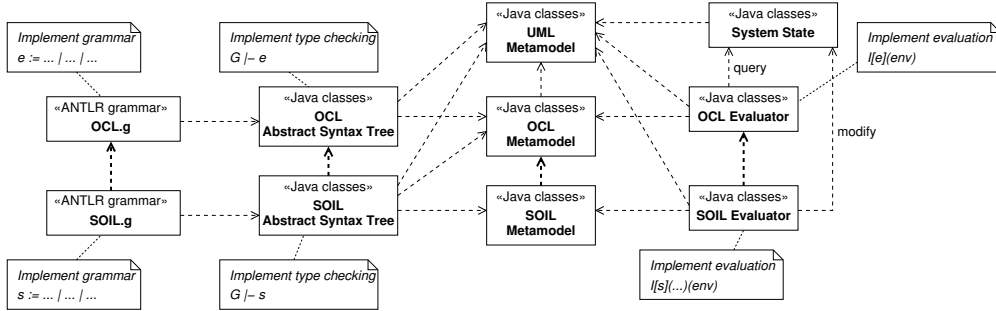 Implement grammar
e := ... | ... | ...
Implement type checking
G |– e
«Java classes»
UML
Metamodel
«Java classes»
System State
Implement evaluation
I[e](env)
query
«ANTLR grammar»
OCL.g
«Java classes»
OCL
Abstract Syntax Tree
«Java classes»
OCL
Metamodel
«Java classes»
OCL Evaluator
modify
«ANTLR grammar»
SOIL.g
«Java classes»
SOIL
Abstract Syntax Tree
«Java classes»
SOIL
Metamodel
«Java classes»
SOIL Evaluator
Implement grammar
s := ... | ... | ...
Implement type checking
G |– s
Implement evaluation
I[s](...)(env)